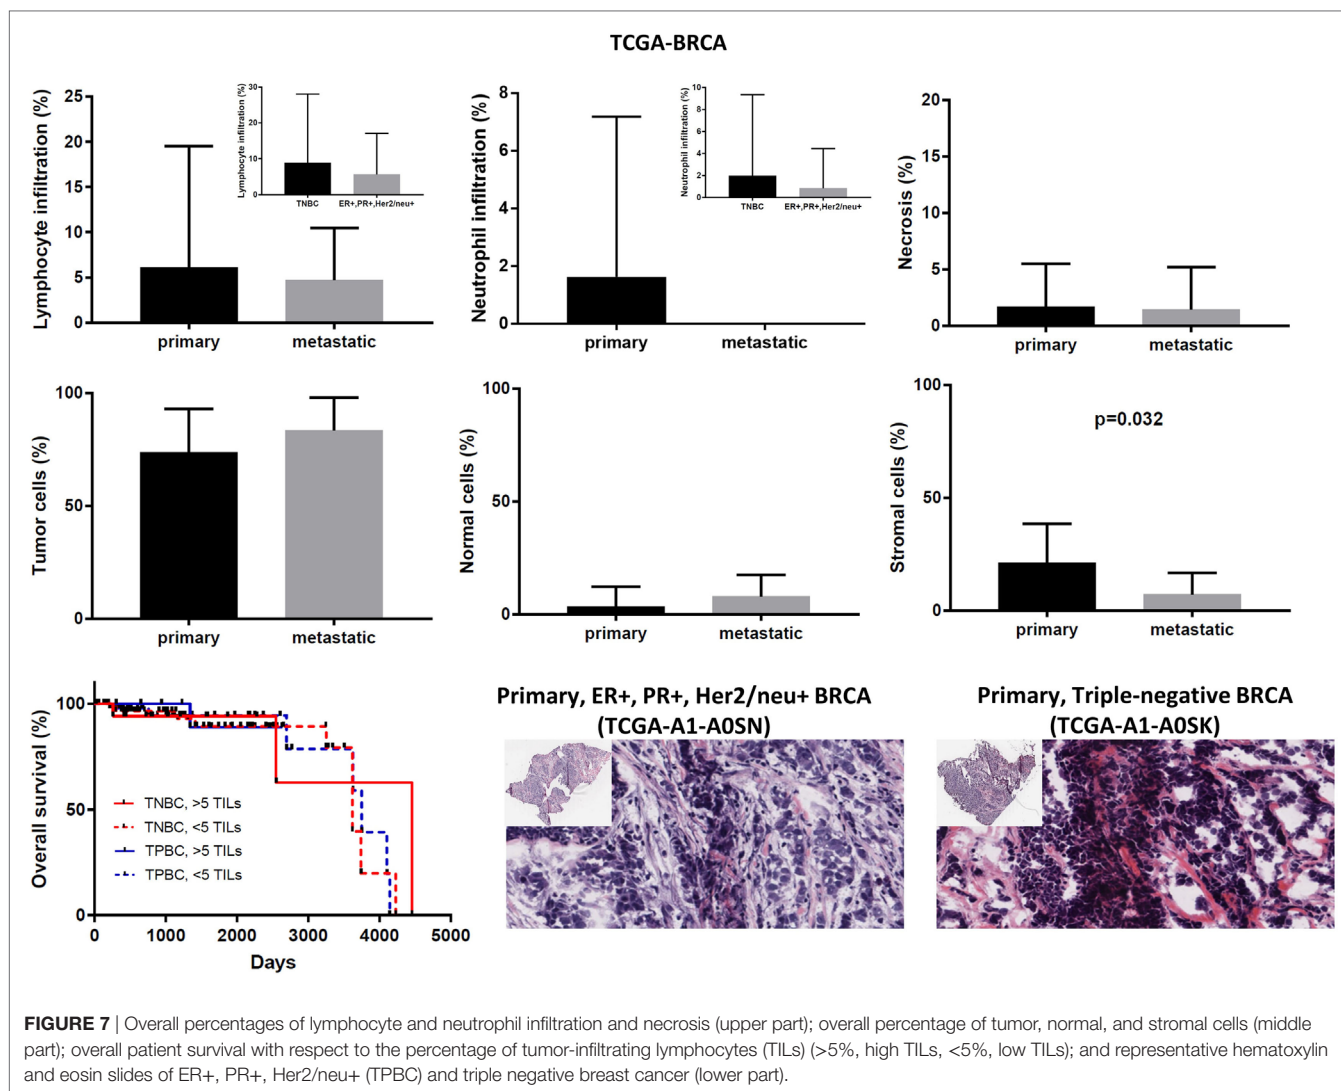 TCGA-BRCA
Lymphocyte infiltration (%)
25
20
15
10
5
0
primary
metastatic
Lymphocyte infiltration (%)
30
20
10
0
TNBC
ER+,PR+,Her2/neu+
Neutrophil infiltration (%)
8
6
4
2
0
primary
metastatic
Neutrophil infiltration (%)
10
8
6
4
2
0
TNBC
ER+,PR+,Her2/neu+
Necrosis (%)
20
15
10
5
0
primary
metastatic
Tumor cells (%)
100
50
0
primary
metastatic
Normal cells (%)
100
50
0
primary
metastatic
Stromal cells (%)
100
50
0
p=0.032
primary
metastatic
Overall survival (%)
100
50
0
TNBC, >5 TILs
TNBC, <5 TILs
TPBC, >5 TILs
TPBC, <5 TILs
0 1000 2000 3000 4000 5000
Days
Primary, ER+, PR+, Her2/neu+ BRCA
(TCGA-A1-A0SN)
Primary, Triple-negative BRCA
(TCGA-A1-A0SK)
FIGURE 7 | Overall percentages of lymphocyte and neutrophil infiltration and necrosis (upper part); overall percentage of tumor, normal, and stromal cells (middle
part); overall patient survival with respect to the percentage of tumor-infiltrating lymphocytes (TILs) (>5%, high TILs, <5%, low TILs); and representative hematoxylin
and eosin slides of ER+, PR+, Her2/neu+ (TPBC) and triple negative breast cancer (lower part).